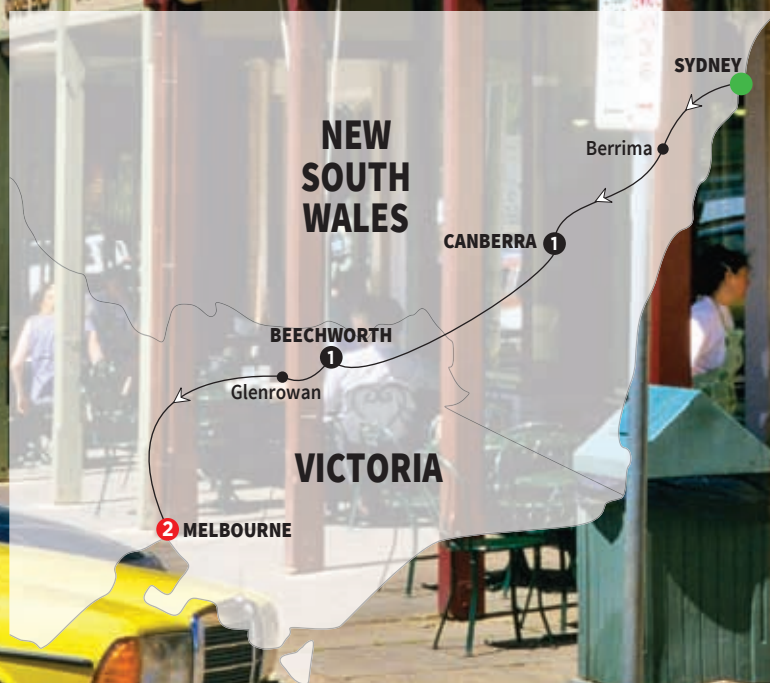 SYDNEY
Berrima
NEW
SOUTH
WALES
CANBERRA 1
BEECHWORTH
1
Glenrowan
VICTORIA
2 MELBOURNE